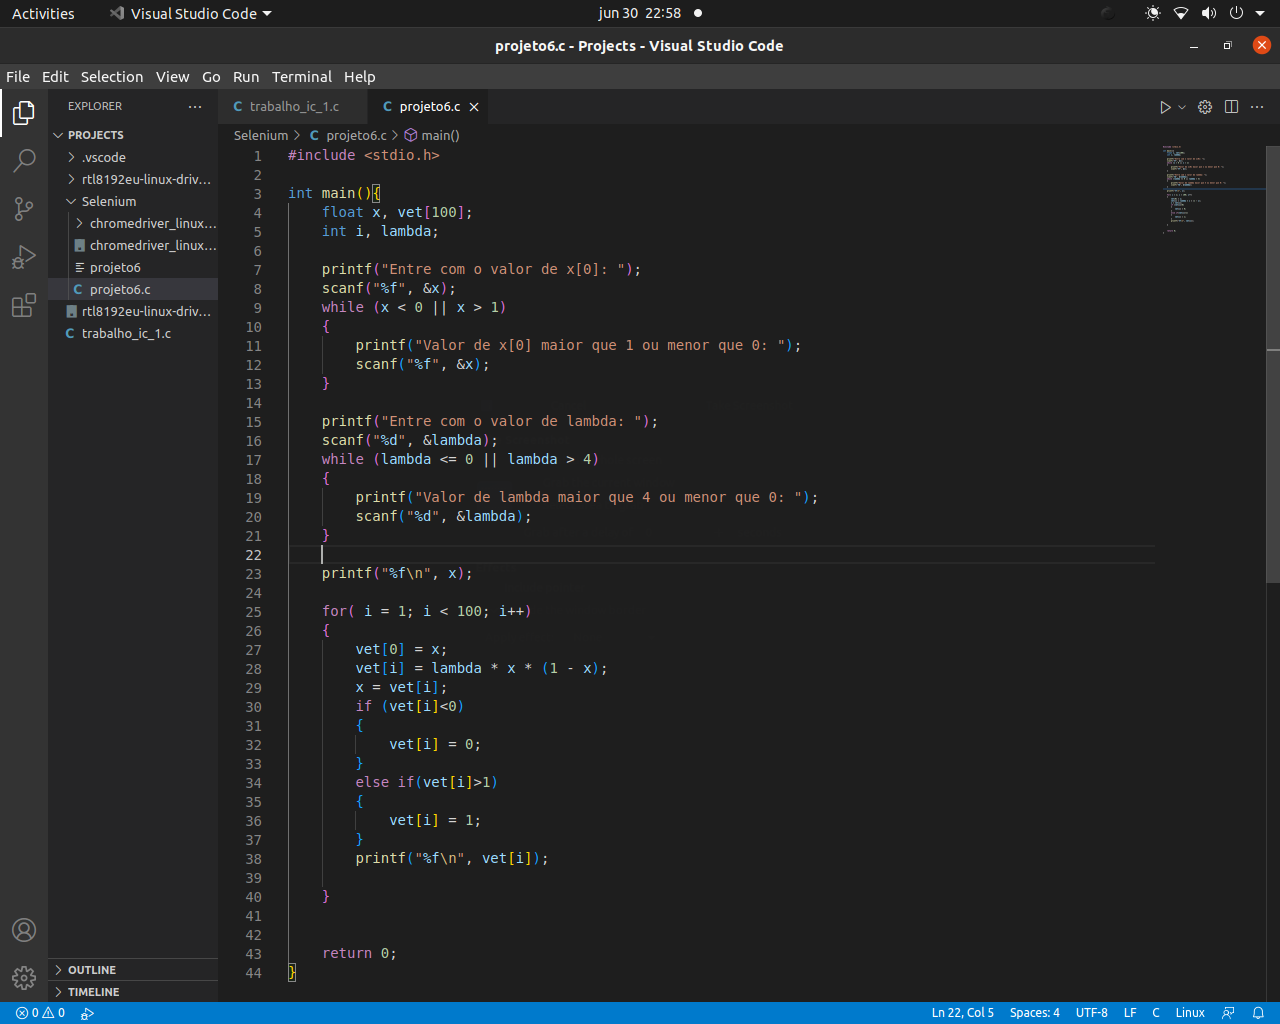 Activities Visual Studio Code jun 30 22:58
projeto6.c - Projects - Visual Studio Code
File Edit Selection View Go Run Terminal Help
EXPLORER
PROJECTS
.vscode
rtl8192eu-linux-driv...
Selenium
chromedriver_linux...
chromedriver_linux...
projeto6
projeto6.c
rtl8192eu-linux-driv...
trabalho_ic_1.c
OUTLINE
TIMELINE
trabalho_ic_1.c projeto6.c
Selenium > projeto6.c > main()
1 #include <stdio.h>
2
3 int main(){
4 float x, vet[100];
5 int i, lambda;
6
7 printf("Entre com o valor de x[0]: ");
8 scanf("%f", &x);
9 while (x < 0 || x > 1)
10 {
11 printf("Valor de x[0] maior que 1 ou menor que 0: ");
12 scanf("%f", &x);
13 }
14
15 printf("Entre com o valor de lambda: ");
16 scanf("%d", &lambda);
17 while (lambda <= 0 || lambda > 4)
18 {
19 printf("Valor de lambda maior que 4 ou menor que 0: ");
20 scanf("%d", &lambda);
21 }
22
23 printf("%f\n", x);
24
25 for( i = 1; i < 100; i++)
26 {
27 vet[0] = x;
28 vet[i] = lambda * x * (1 - x);
29 x = vet[i];
30 if (vet[i]<0)
31 {
32 vet[i] = 0;
33 }
34 else if(vet[i]>1)
35 {
36 vet[i] = 1;
37 }
38 printf("%f\n", vet[i]);
39
40 }
41
42
43 return 0;
44 }
0 0 Ln 22, Col 5 Spaces: 4 UTF-8 LF C Linux